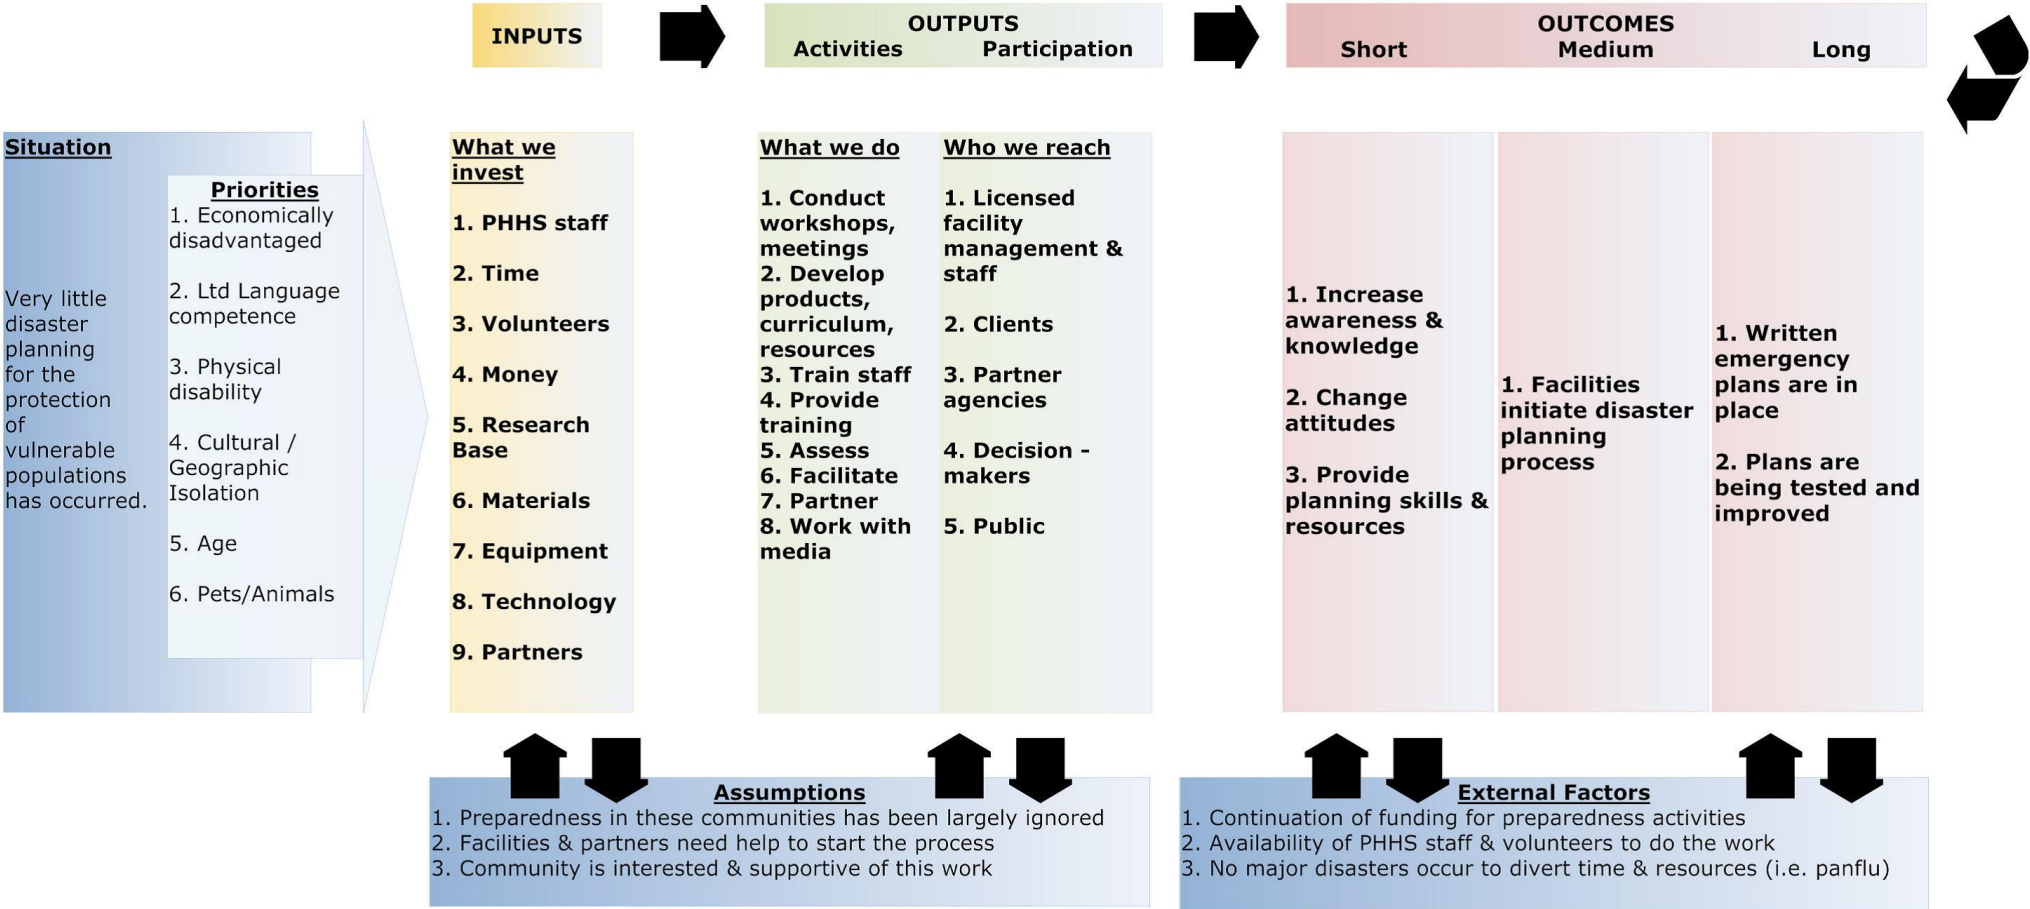 INPUTS
OUTPUTS
Activities Participation
OUTCOMES
Short Medium Long
Situation
Very little
disaster
planning
for the
protection
of
vulnerable
populations
has occurred.
Priorities
1. Economically
disadvantaged
2. Ltd Language
competence
3. Physical
disability
4. Cultural /
Geographic
Isolation
5. Age
6. Pets/Animals
What we
invest
1. PHHS staff
2. Time
3. Volunteers
4. Money
5. Research
Base
6. Materials
7. Equipment
8. Technology
9. Partners
What we do
1. Conduct
workshops,
meetings
2. Develop
products,
curriculum,
resources
3. Train staff
4. Provide
training
5. Assess
6. Facilitate
7. Partner
8. Work with
media
Who we reach
1. Licensed
facility
management &
staff
2. Clients
3. Partner
agencies
4. Decision -
makers
5. Public
1. Increase
awareness &
knowledge
2. Change
attitudes
3. Provide
planning skills &
resources
1. Facilities
initiate disaster
planning
process
1. Written
emergency
plans are in
place
2. Plans are
being tested and
improved
Assumptions
1. Preparedness in these communities has been largely ignored
2. Facilities & partners need help to start the process
3. Community is interested & supportive of this work
External Factors
1. Continuation of funding for preparedness activities
2. Availability of PHHS staff & volunteers to do the work
3. No major disasters occur to divert time & resources (i.e. panflu)